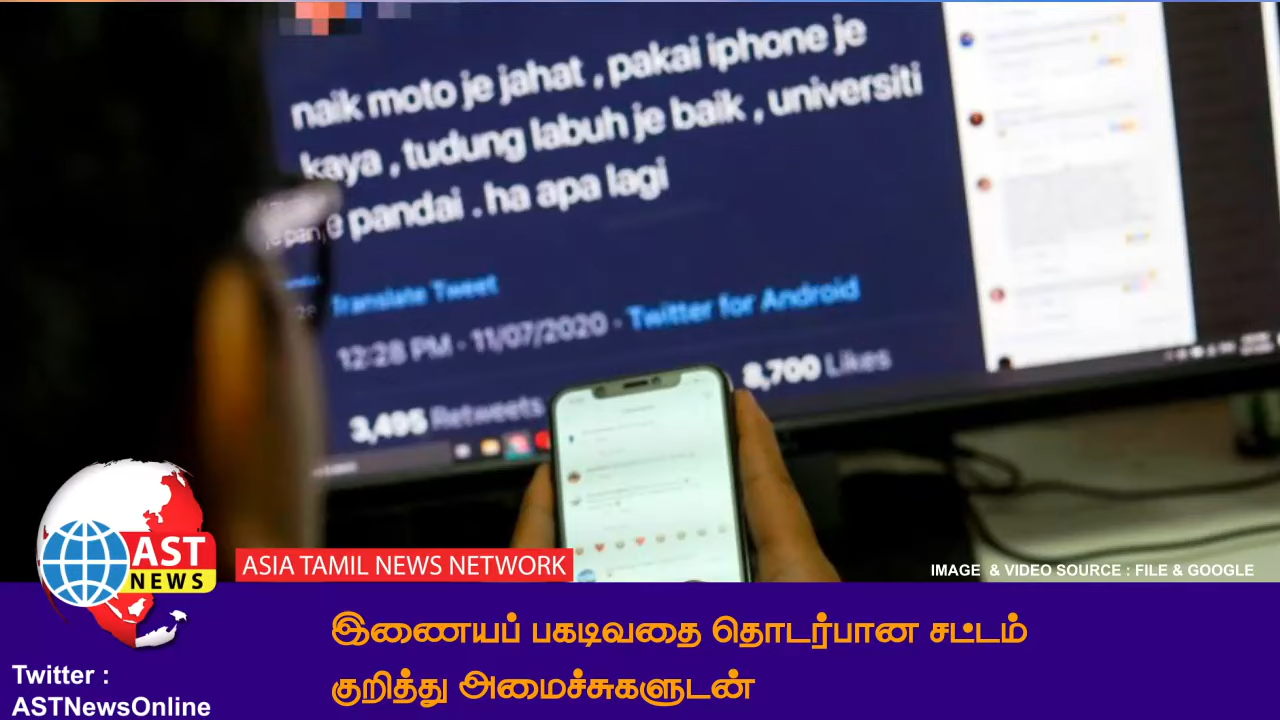 naik moto je jahat , pakai iphone je
kaya , tudung labuh je baik , universiti
je pandai . ha apa lagi
Translate Tweet
12:28 PM · 11/07/2020 · Twitter for Android
3,495 Retweets 8,700 Likes
AST
NEWS
ASIA TAMIL NEWS NETWORK
IMAGE & VIDEO SOURCE : FILE & GOOGLE
இணையப் பகடிவதை தொடர்பான சட்டம்
குறித்து அமைச்சுகளுடன்
Twitter :
ASTNewsOnline